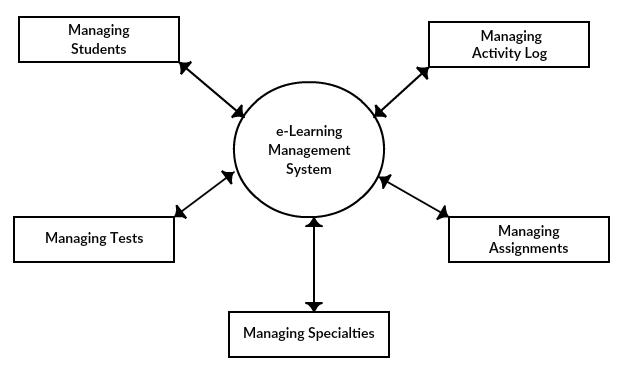 Managing
Students
Managing
Activity Log
e-Learning
Management
System
Managing Tests
Managing
Assignments
Managing Specialties